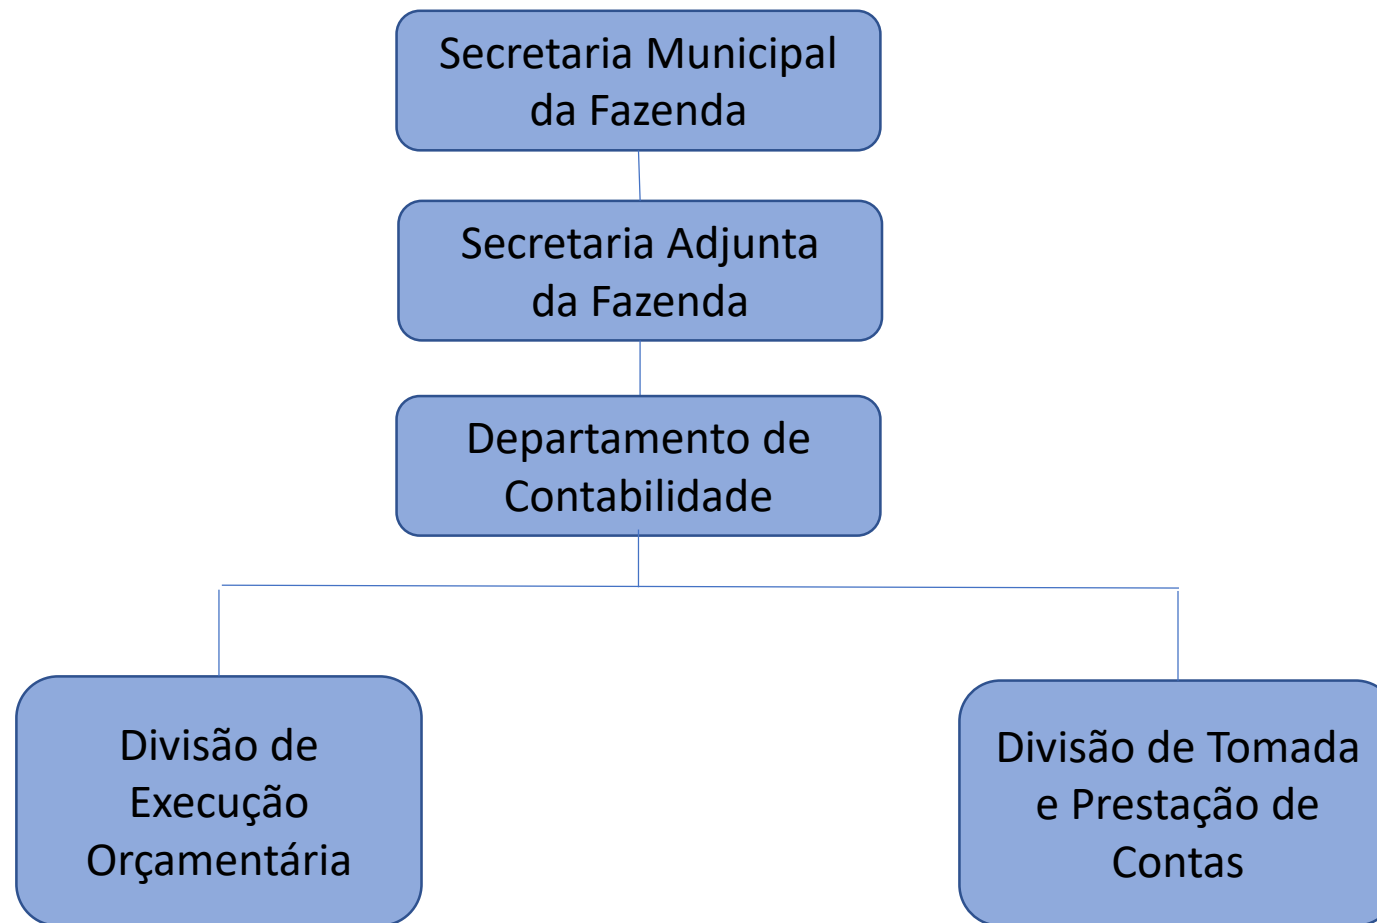 Secretaria Municipal
da Fazenda
Secretaria Adjunta
da Fazenda
Departamento de
Contabilidade
Divisão de
Execução
Orçamentária
Divisão de Tomada
e Prestação de
Contas